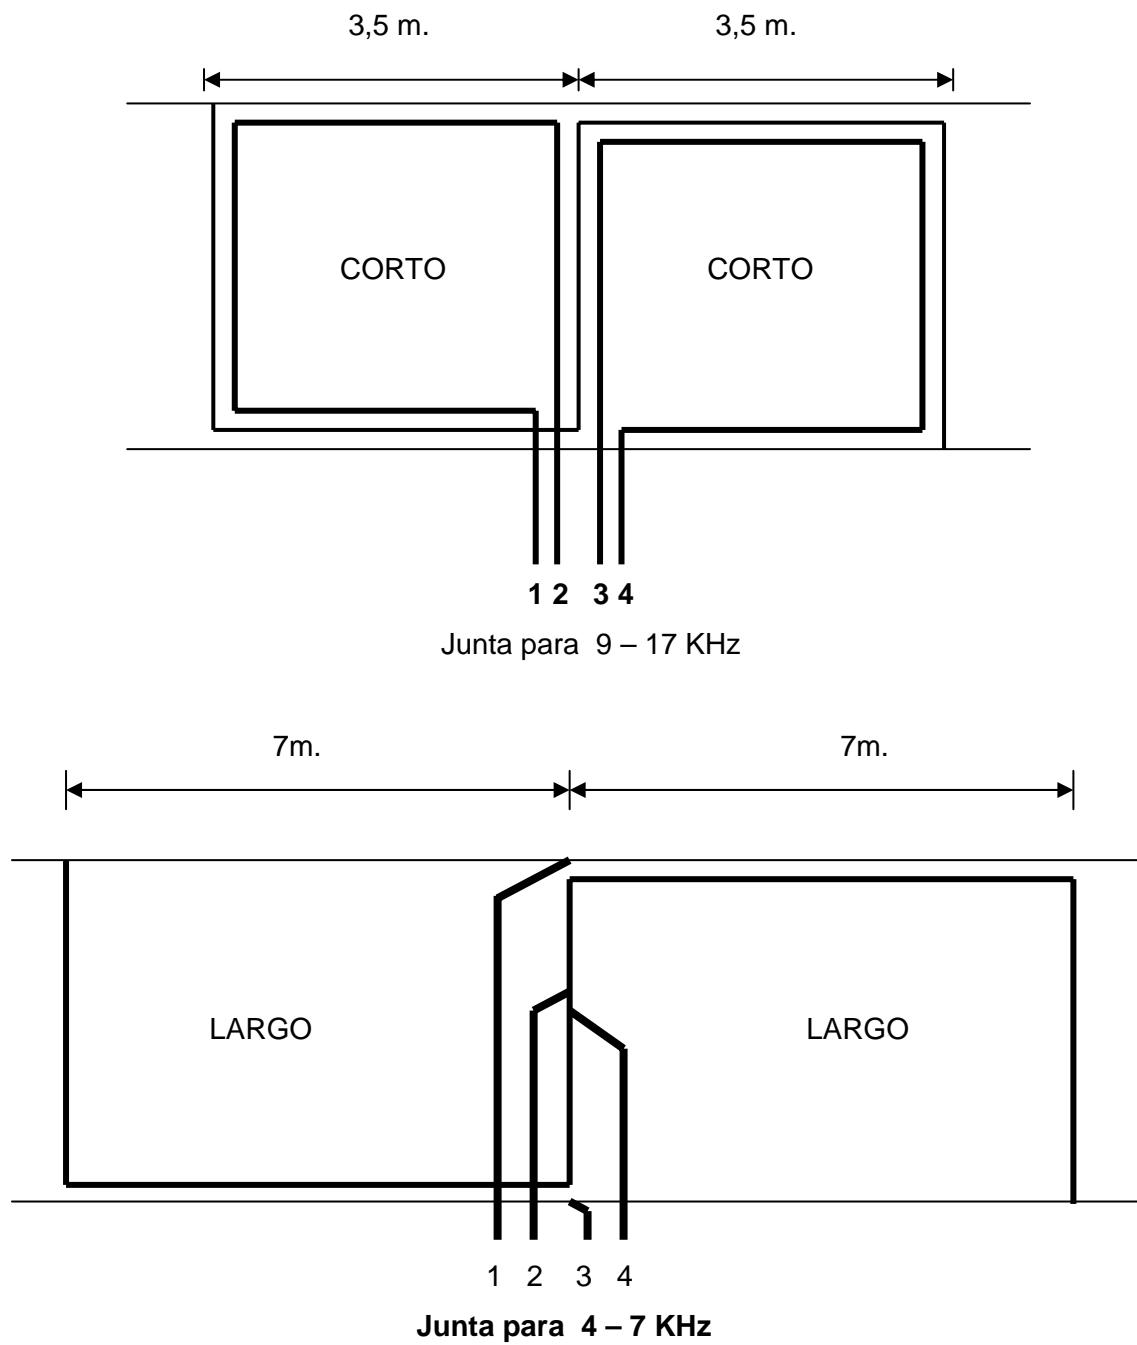 3,5 m. 3,5 m.
CORTO CORTO
1 2 3 4
Junta para 9 – 17 KHz
7m. 7m.
LARGO LARGO
1 2 3 4
Junta para 4 – 7 KHz